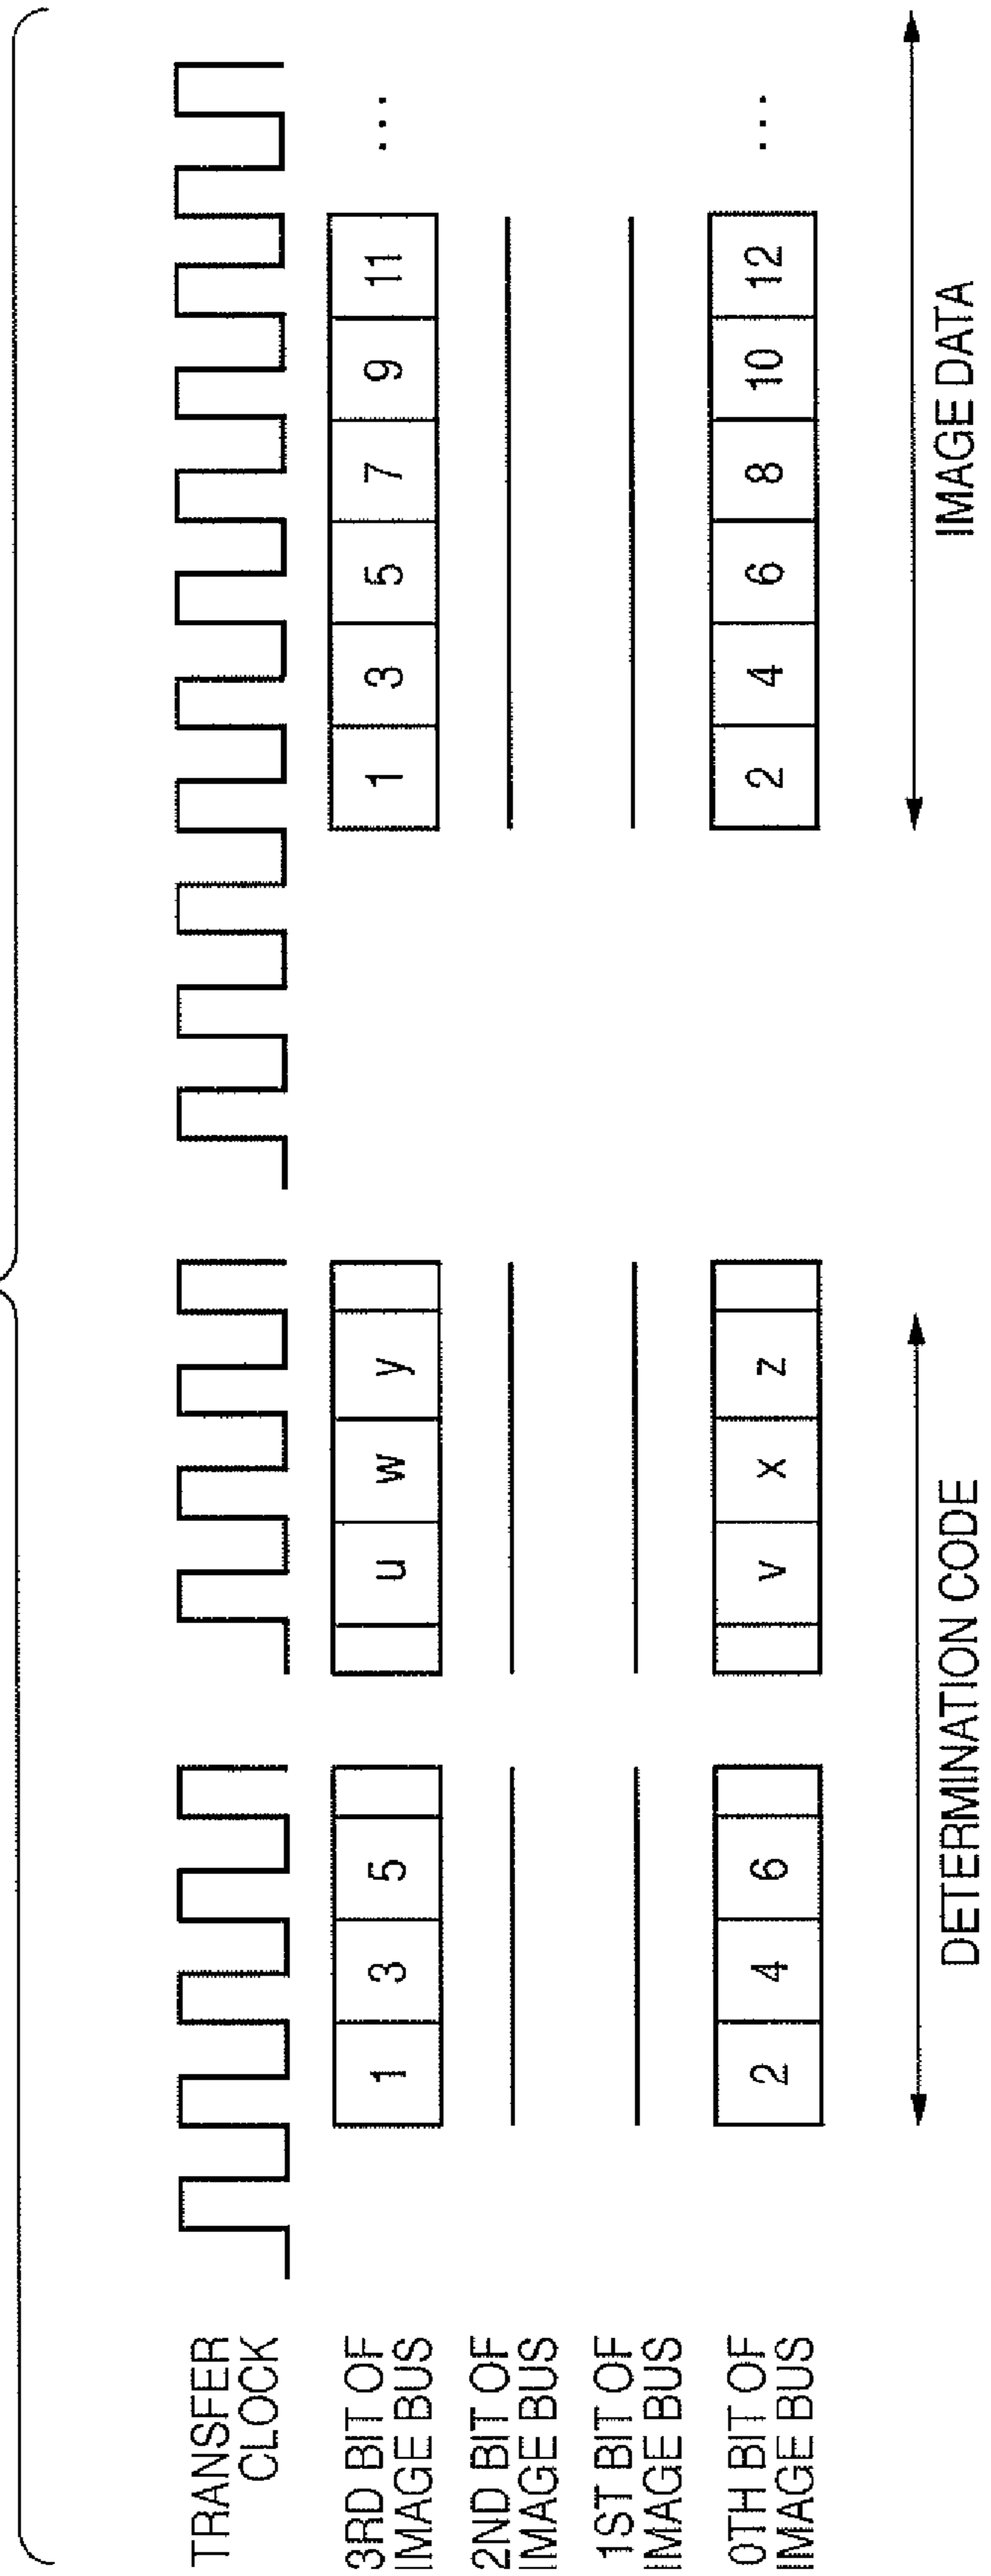 TRANSFER
CLOCK
3RD BIT OF
IMAGE BUS
1 3 5 u w y 1 3 5 7 9 11 ...
2ND BIT OF
IMAGE BUS
1ST BIT OF
IMAGE BUS
0TH BIT OF
IMAGE BUS
2 4 6 v x z 2 4 6 8 10 12 ...
DETERMINATION CODE
IMAGE DATA